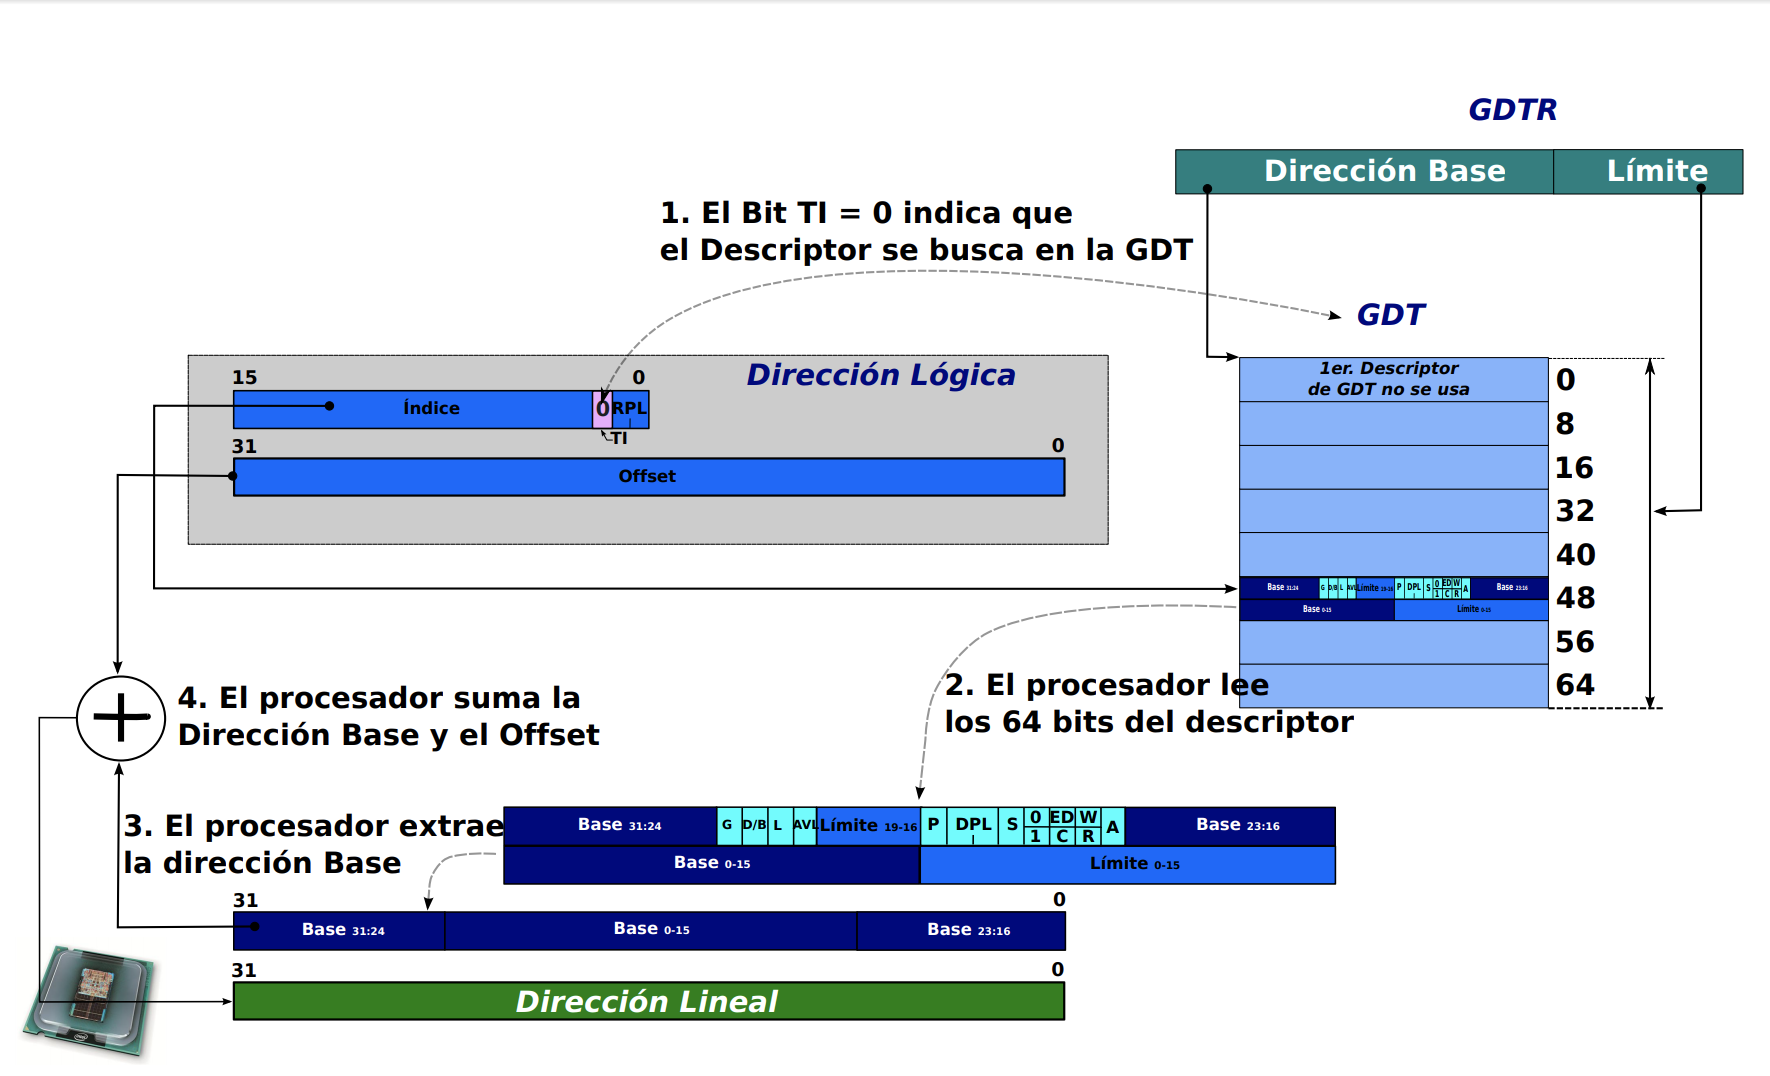 GDTR
Dirección Base Límite
1. El Bit TI = 0 indica que
el Descriptor se busca en la GDT
GDT
Dirección Lógica
15 0
Índice 0 RPL
TI
31 0
Offset
1er. Descriptor
de GDT no se usa
0
8
16
32
40
Base 31:24 G D/B L AVL Límite 19-16 P DPL S 0 ED W A Base 23:16
1 C R
48
Base 0-15 Límite 0-15
56
64
2. El procesador lee
los 64 bits del descriptor
4. El procesador suma la
Dirección Base y el Offset
3. El procesador extrae
la dirección Base
Base 31:24 G D/B L AVL Límite 19-16 P DPL S 0 ED W A Base 23:16
1 C R
Base 0-15 Límite 0-15
31 0
Base 31:24 Base 0-15 Base 23:16
31 0
Dirección Lineal